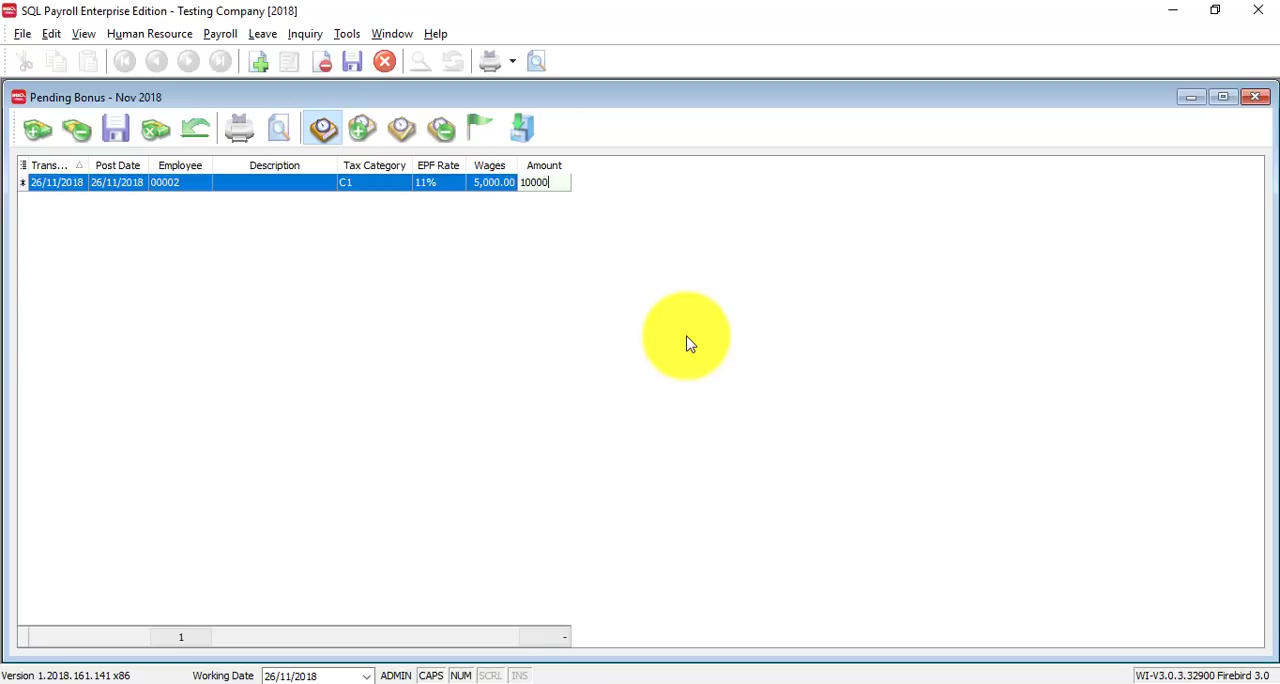 SQL Payroll Enterprise Edition - Testing Company [2018]
File Edit View Human Resource Payroll Leave Inquiry Tools Window Help
Pending Bonus - Nov 2018
Trans... Post Date Employee Description Tax Category EPF Rate Wages Amount
26/11/2018 26/11/2018 00002 C1 11% 5,000.00 10000
1 -
Version 1.2018.161.141 x86 Working Date 26/11/2018 ADMIN CAPS NUM SCRL INS WI-V3.0.3.32900 Firebird 3.0